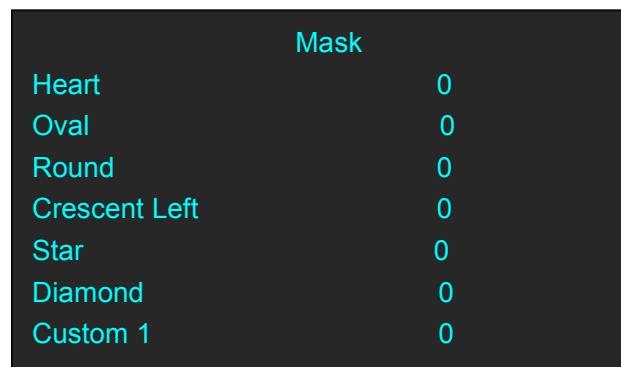 Mask
Heart 0
Oval 0
Round 0
Crescent Left 0
Star 0
Diamond 0
Custom 1 0